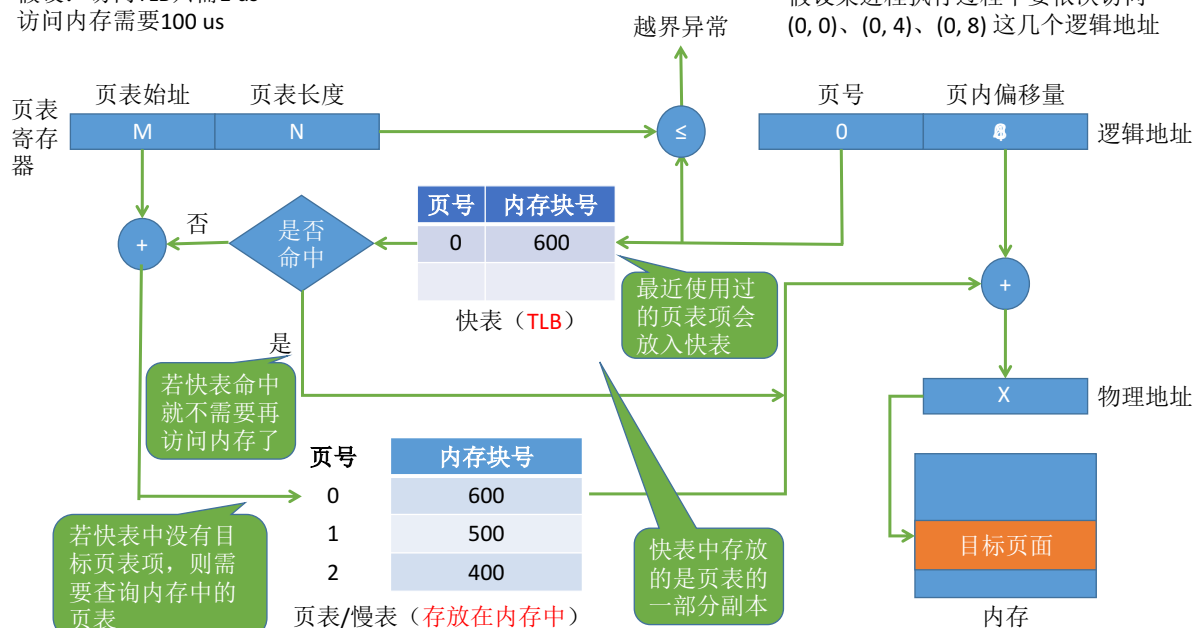 访问内存需要100 us
(0, 0)、(0, 4)、(0, 8) 这几个逻辑地址
越界异常
页表始址
页表长度
页号
页内偏移量
页表
寄存
器
M
N
≤
0
逻辑地址
页号
内存块号
0
600
否
是否
命中
+
+
最近使用过
的页表项会
放入快表
快表（TLB）
是
若快表命中
就不需要再
访问内存了
X
物理地址
页号
内存块号
0
600
1
500
2
400
若快表中没有目
标页表项，则需
要查询内存中的
页表
快表中存放
的是页表的
一部分副本
目标页面
页表/慢表（存放在内存中）
内存